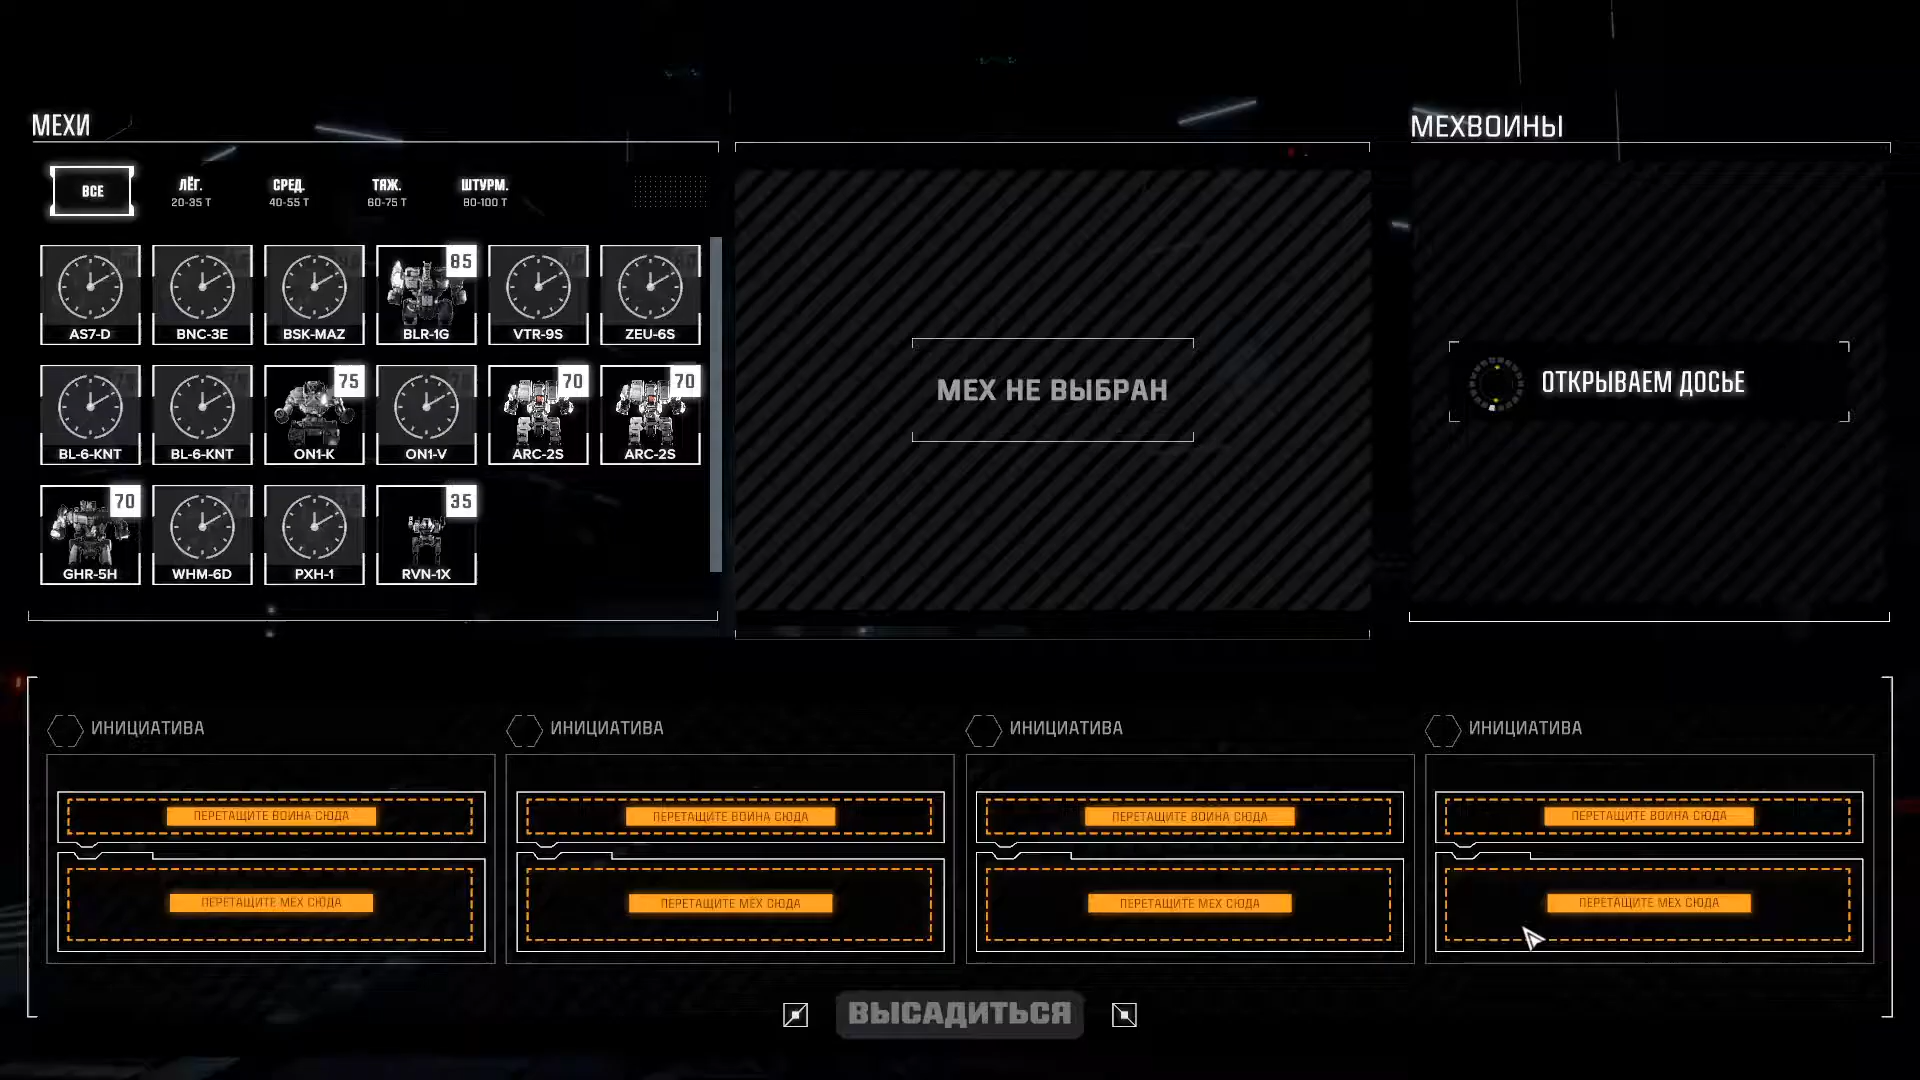 МЕХИ
ВСЕ
ЛЁГ.
20-35 Т
СРЕД.
40-55 Т
ТЯЖ.
60-75 Т
ШТУРМ.
80-100 Т
AS7-D
BNC-3E
BSK-MAZ
85
BLR-1G
VTR-9S
ZEU-6S
BL-6-KNT
BL-6-KNT
75
ON1-K
ON1-V
70
ARC-2S
70
ARC-2S
70
GHR-5H
WHM-6D
PXH-1
35
RVN-1X
МЕХ НЕ ВЫБРАН
МЕХВОИНЫ
ОТКРЫВАЕМ ДОСЬЕ
ИНИЦИАТИВА
ПЕРЕТАЩИТЕ ВОИНА СЮДА
ПЕРЕТАЩИТЕ МЕХ СЮДА
ИНИЦИАТИВА
ПЕРЕТАЩИТЕ ВОИНА СЮДА
ПЕРЕТАЩИТЕ МЕХ СЮДА
ИНИЦИАТИВА
ПЕРЕТАЩИТЕ ВОИНА СЮДА
ПЕРЕТАЩИТЕ МЕХ СЮДА
ИНИЦИАТИВА
ПЕРЕТАЩИТЕ ВОИНА СЮДА
ПЕРЕТАЩИТЕ МЕХ СЮДА
ВЫСАДИТЬСЯ